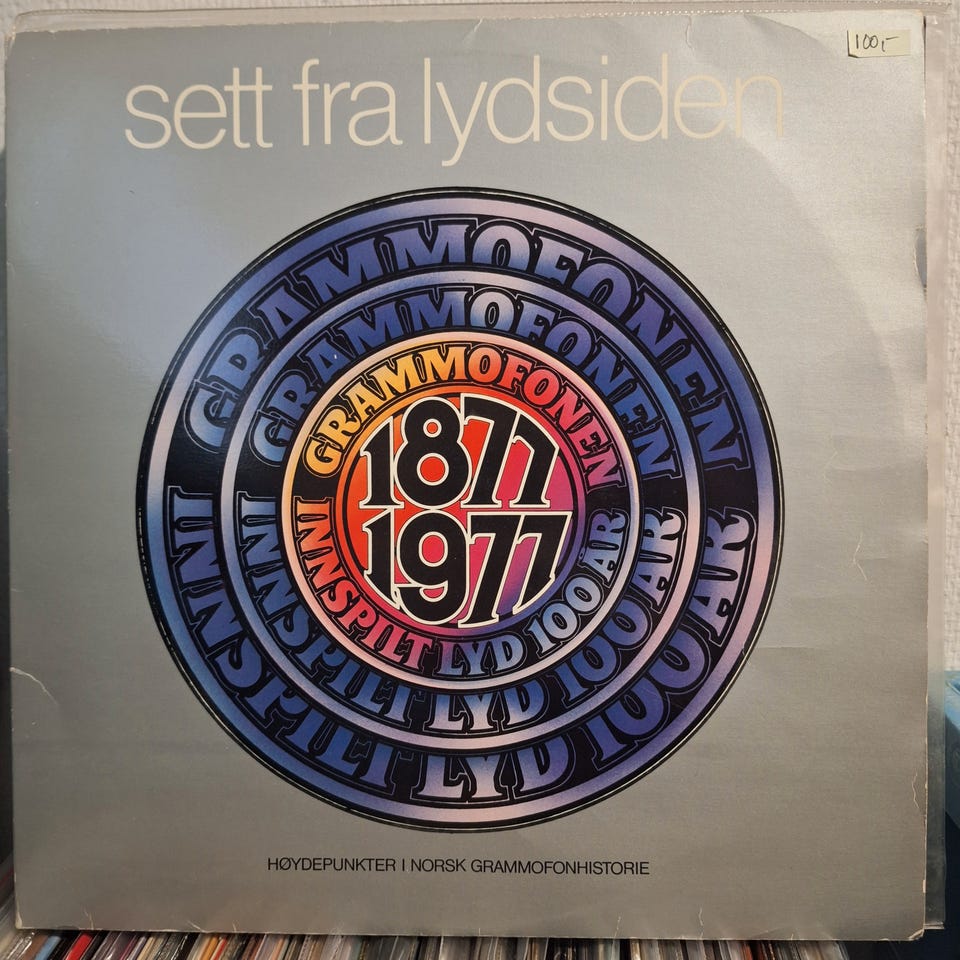 100,-
sett fra lydsiden
GRAMMOFONEN
INNSPILT LYD 100 ÅR
GRAMMOFONEN
INNSPILT LYD 100 ÅR
GRAMMOFONEN
INNSPILT LYD 100 ÅR
1877
1977
HØYDEPUNKTER I NORSK GRAMMOFONHISTORIE